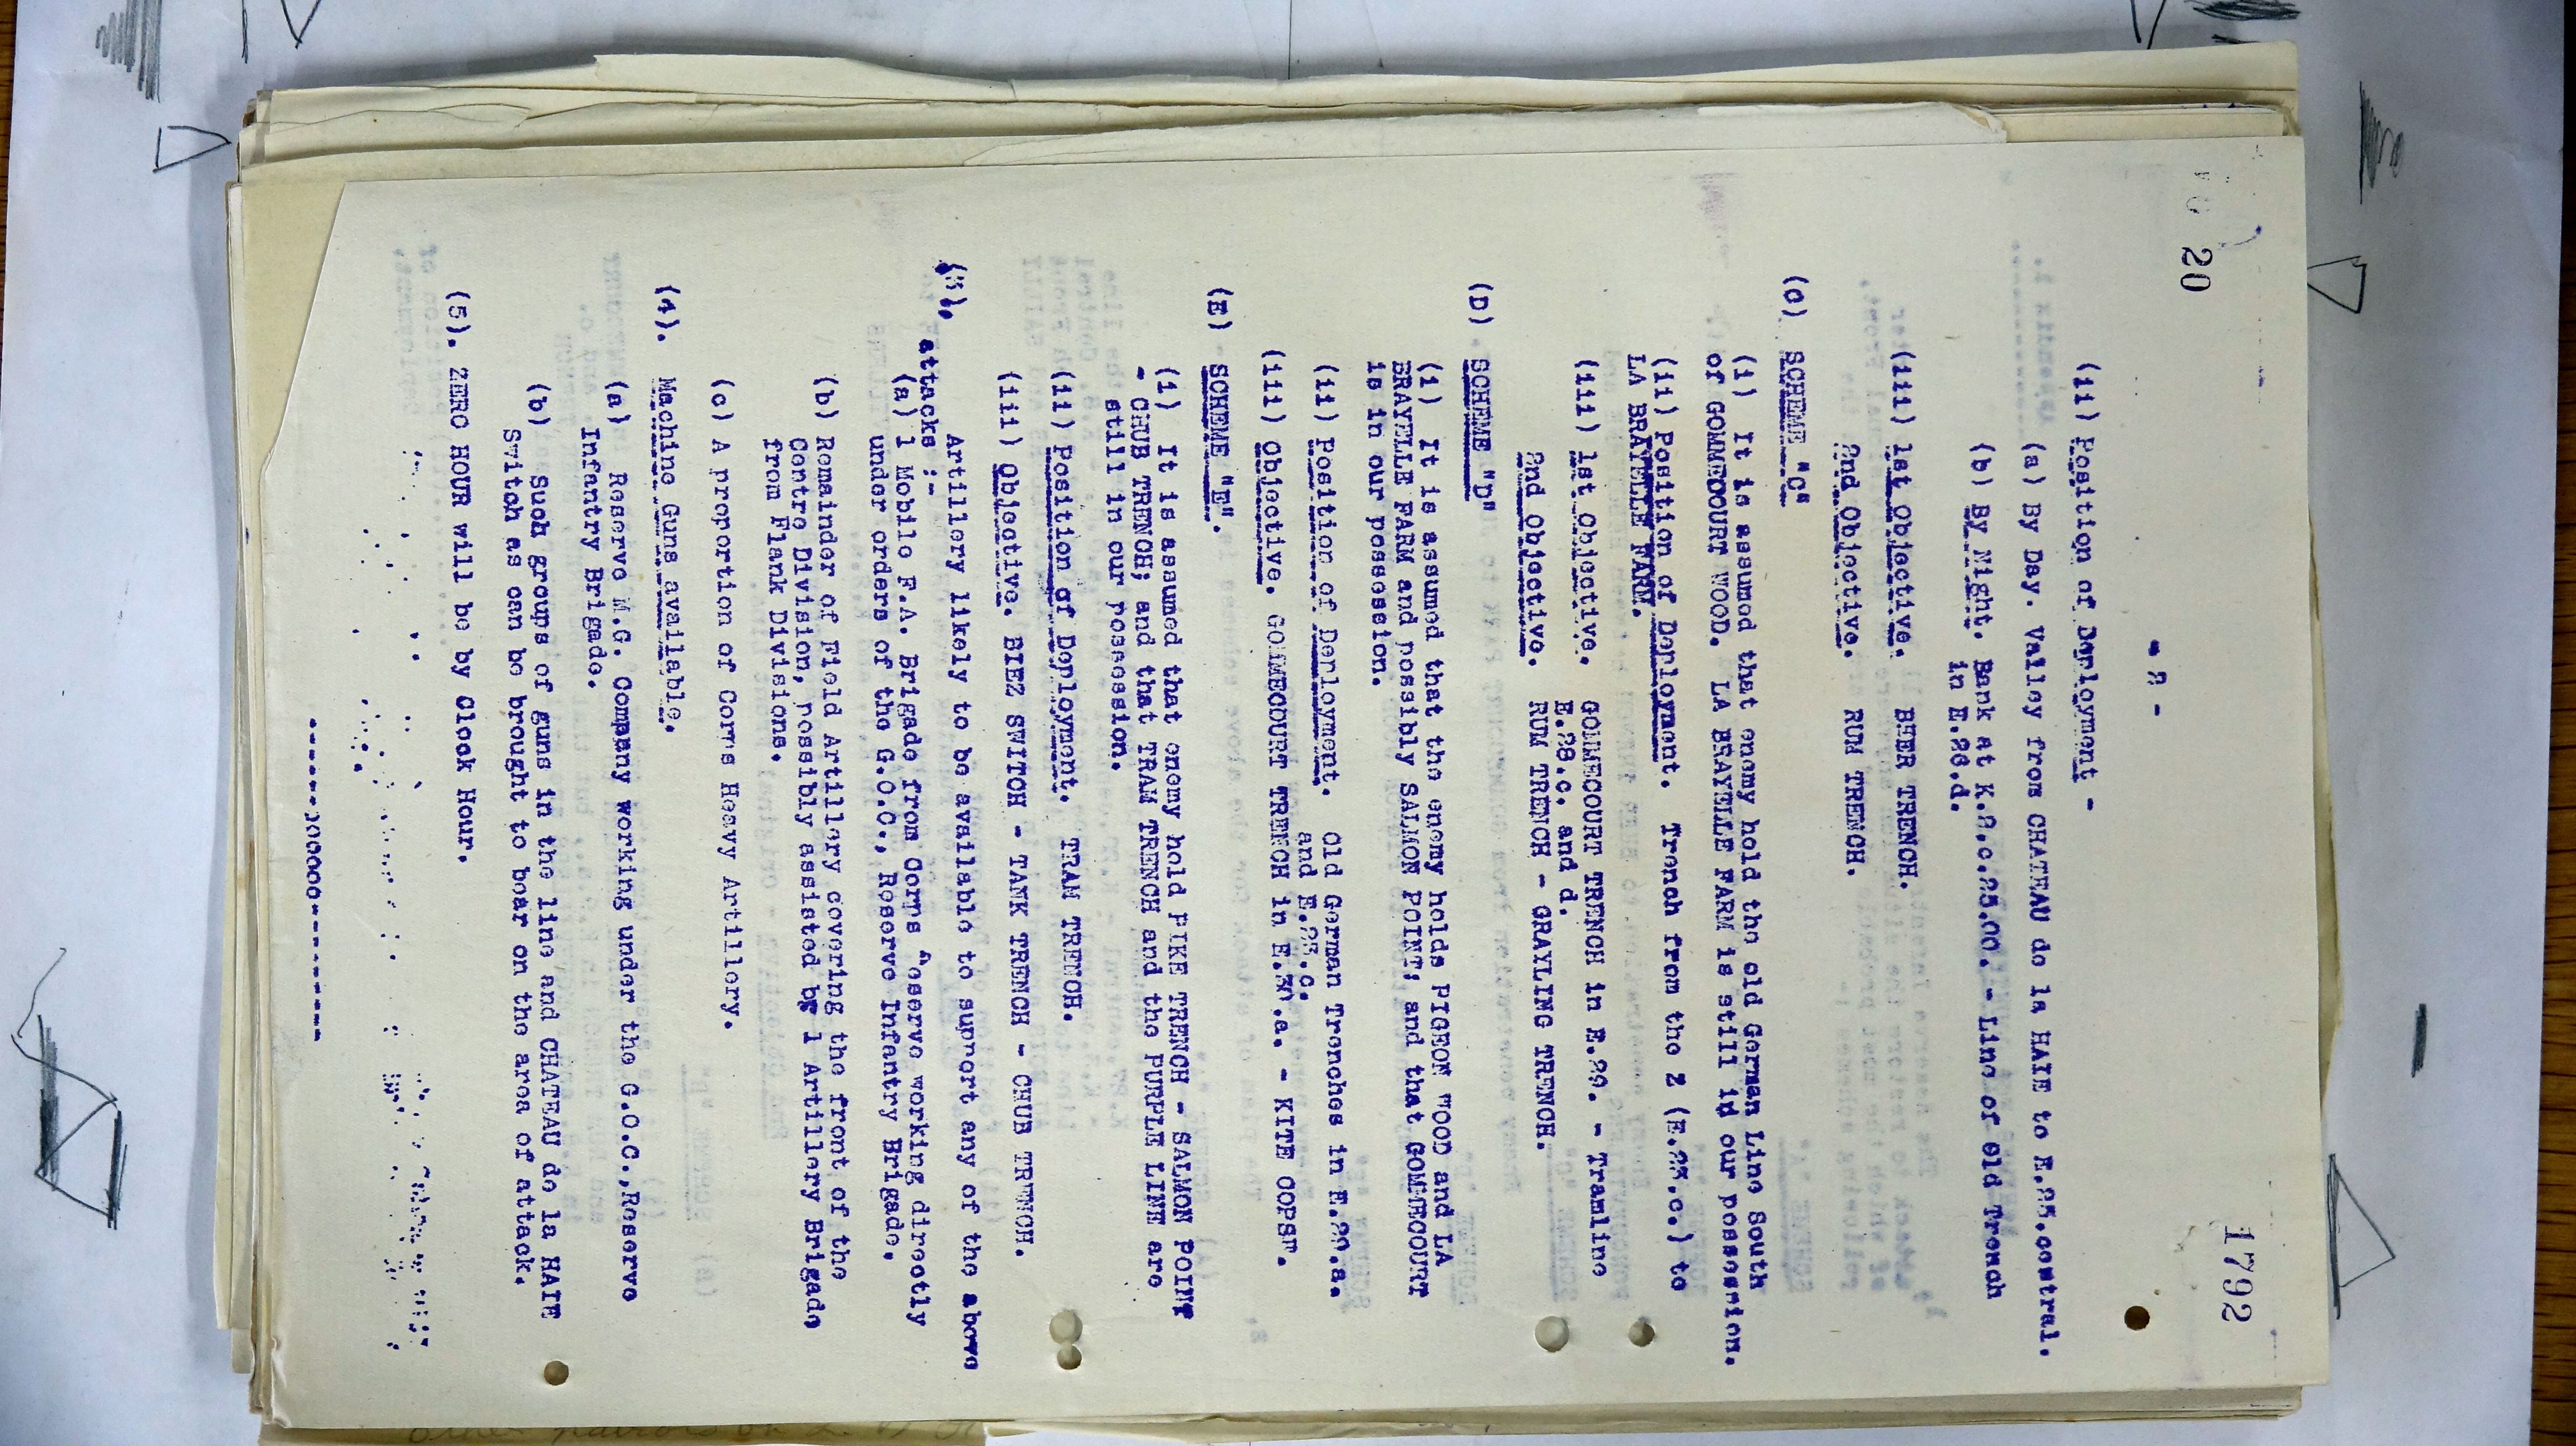 20
1792
- 2 -
(ii) Position of Deployment -
(a) By Day. Valley from CHATEAU de la HAIE to E.25.central.
(b) By Night. Bank at K.2.c.25.00. - Line of old Trench
in E.26.d.
(iii) 1st Objective. BEER TRENCH.
2nd Objective. RUM TRENCH.
(C) SCHEME "C"
(i) It is assumed that enemy hold the old German Line South
of GOMMECOURT WOOD. LA BRAYELLE FARM is still in our possession.
(ii) Position of Deployment. Trench from the Z (E.23.c.) to
LA BRAYELLE FARM.
(iii) 1st Objective. GOMMECOURT TRENCH in E.29. - Tramline
E.28.c. and d.
2nd Objective. RUM TRENCH - GRAYLING TRENCH.
(D) SCHEME "D"
(i) It is assumed that the enemy holds PIGEON WOOD and LA
BRAYELLE FARM and possibly SALMON POINT; and that GOMMECOURT
is in our possession.
(ii) Position of Deployment. Old German Trenches in E.29.a.
and E.23.c.
(iii) Objective. GOMMECOURT TRENCH in E.30.a. - KITE COPSE.
(E) SCHEME "E".
(i) It is assumed that enemy hold PIKE TRENCH - SALMON POINT
- CHUB TRENCH; and that TRAM TRENCH and the PURPLE LINE are
still in our possession.
(ii) Position of Deployment. TRAM TRENCH.
(iii) Objective. BIEZ SWITCH - TANK TRENCH - CHUB TRENCH.
(3). Artillery likely to be available to support any of the above
attacks :-
(a) 1 Mobile F.A. Brigade from Corps Reserve working directly
under orders of the G.O.C., Reserve Infantry Brigade.
(b) Remainder of Field Artillery covering the front of the
Centre Division, possibly assisted by 1 Artillery Brigade
from Flank Divisions.
(c) A proportion of Corps Heavy Artillery.
(4). Machine Guns available.
(a) Reserve M.G. Company working under the G.O.C., Reserve
Infantry Brigade.
(b) Such groups of guns in the line and CHATEAU de la HAIE
Switch as can be brought to bear on the area of attack.
(5). ZERO HOUR will be by Clock Hour.
------oOOOOOo---------